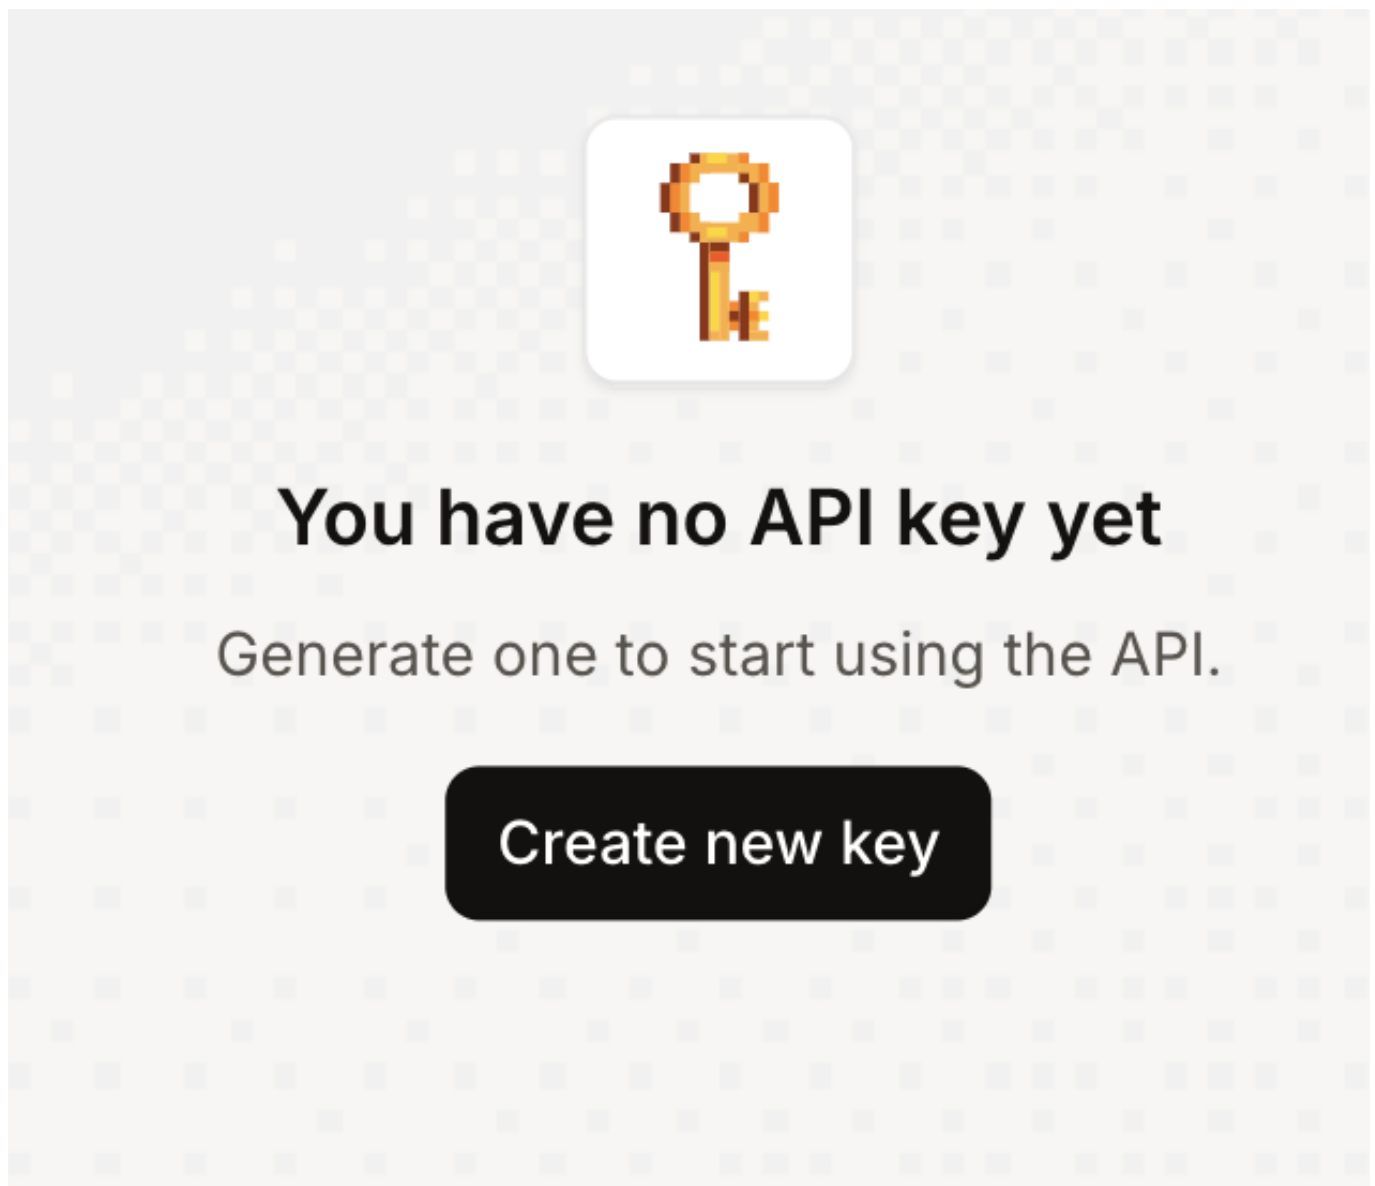 You have no API key yet
Generate one to start using the API.
Create new key